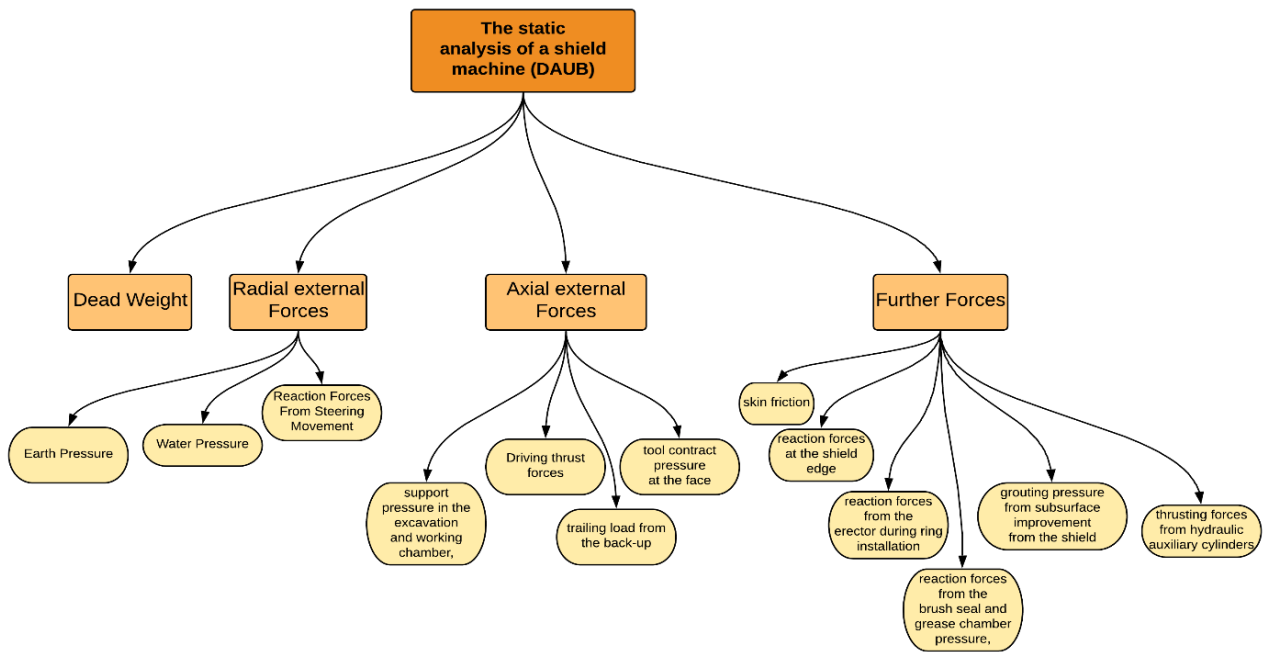 The static
analysis of a shield
machine (DAUB)
Dead Weight
Radial external
Forces
Axial external
Forces
Further Forces
Earth Pressure
Water Pressure
Reaction Forces
From Steering
Movement
support
pressure in the
excavation
and working
chamber,
Driving thrust
forces
trailing load from
the back-up
tool contract
pressure
at the face
skin friction
reaction forces
at the shield
edge
reaction forces
from the
erector during ring
installation
reaction forces
from the
brush seal and
grease chamber
pressure,
grouting pressure
from subsurface
improvement
from the shield
thrusting forces
from hydraulic
auxiliary cylinders